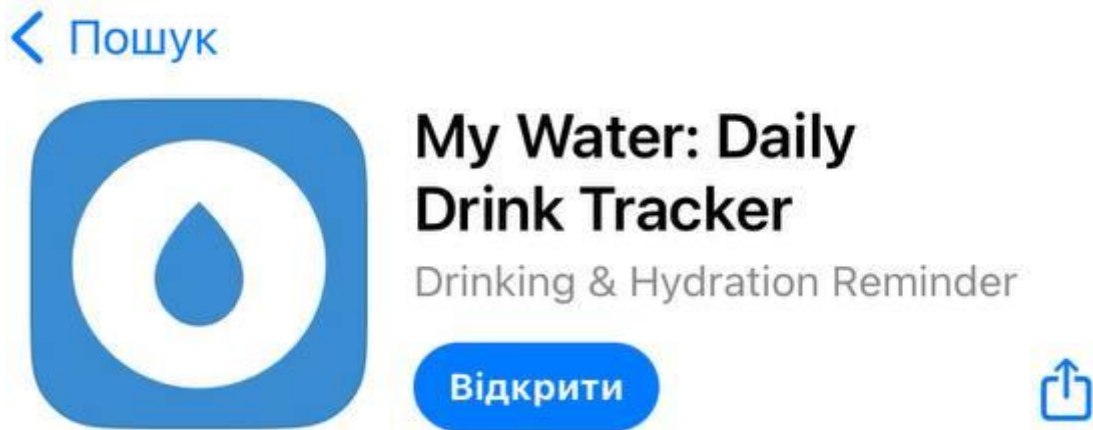 Пошук
My Water: Daily
Drink Tracker
Drinking & Hydration Reminder
Відкрити